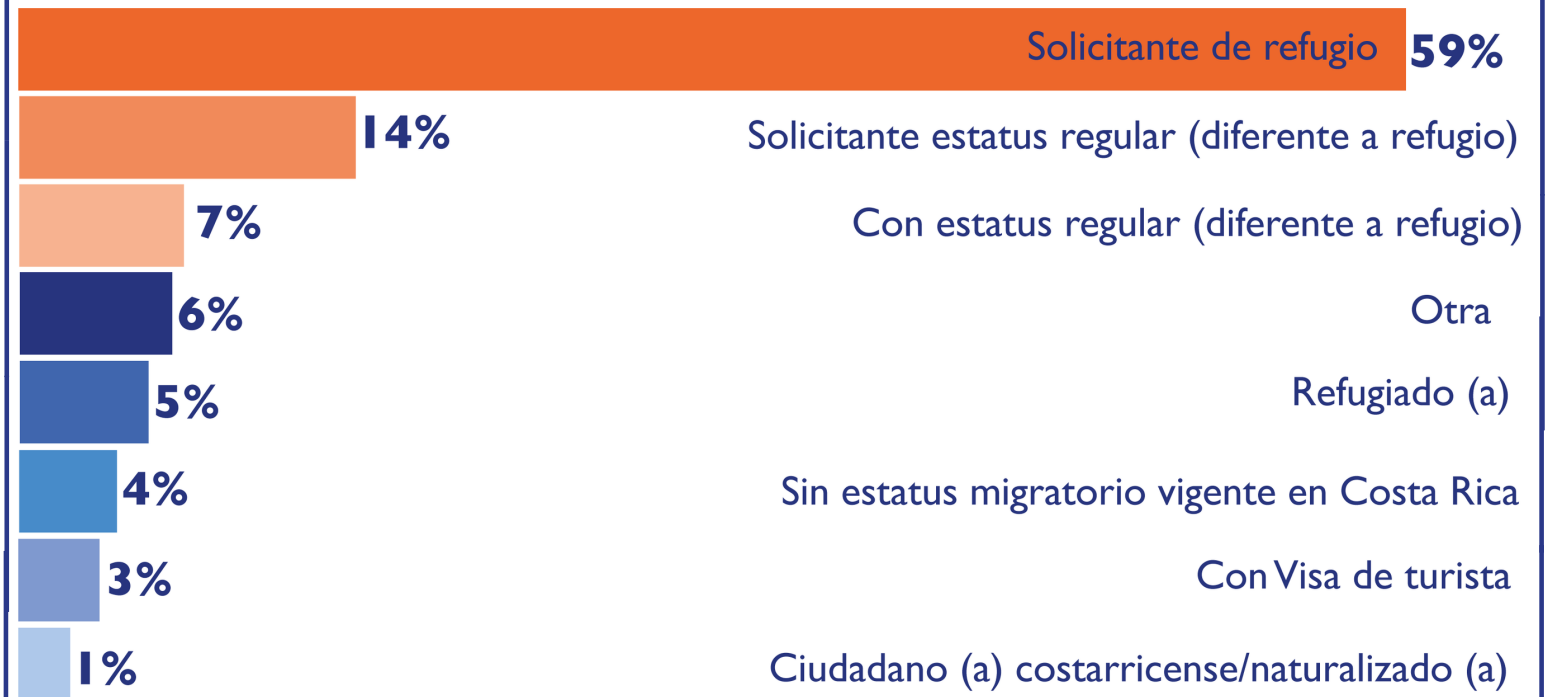 Solicitante de refugio 59%
14% Solicitante estatus regular (diferente a refugio)
7% Con estatus regular (diferente a refugio)
6% Otra
5% Refugiado (a)
4% Sin estatus migratorio vigente en Costa Rica
3% Con Visa de turista
1% Ciudadano (a) costarricense/naturalizado (a)